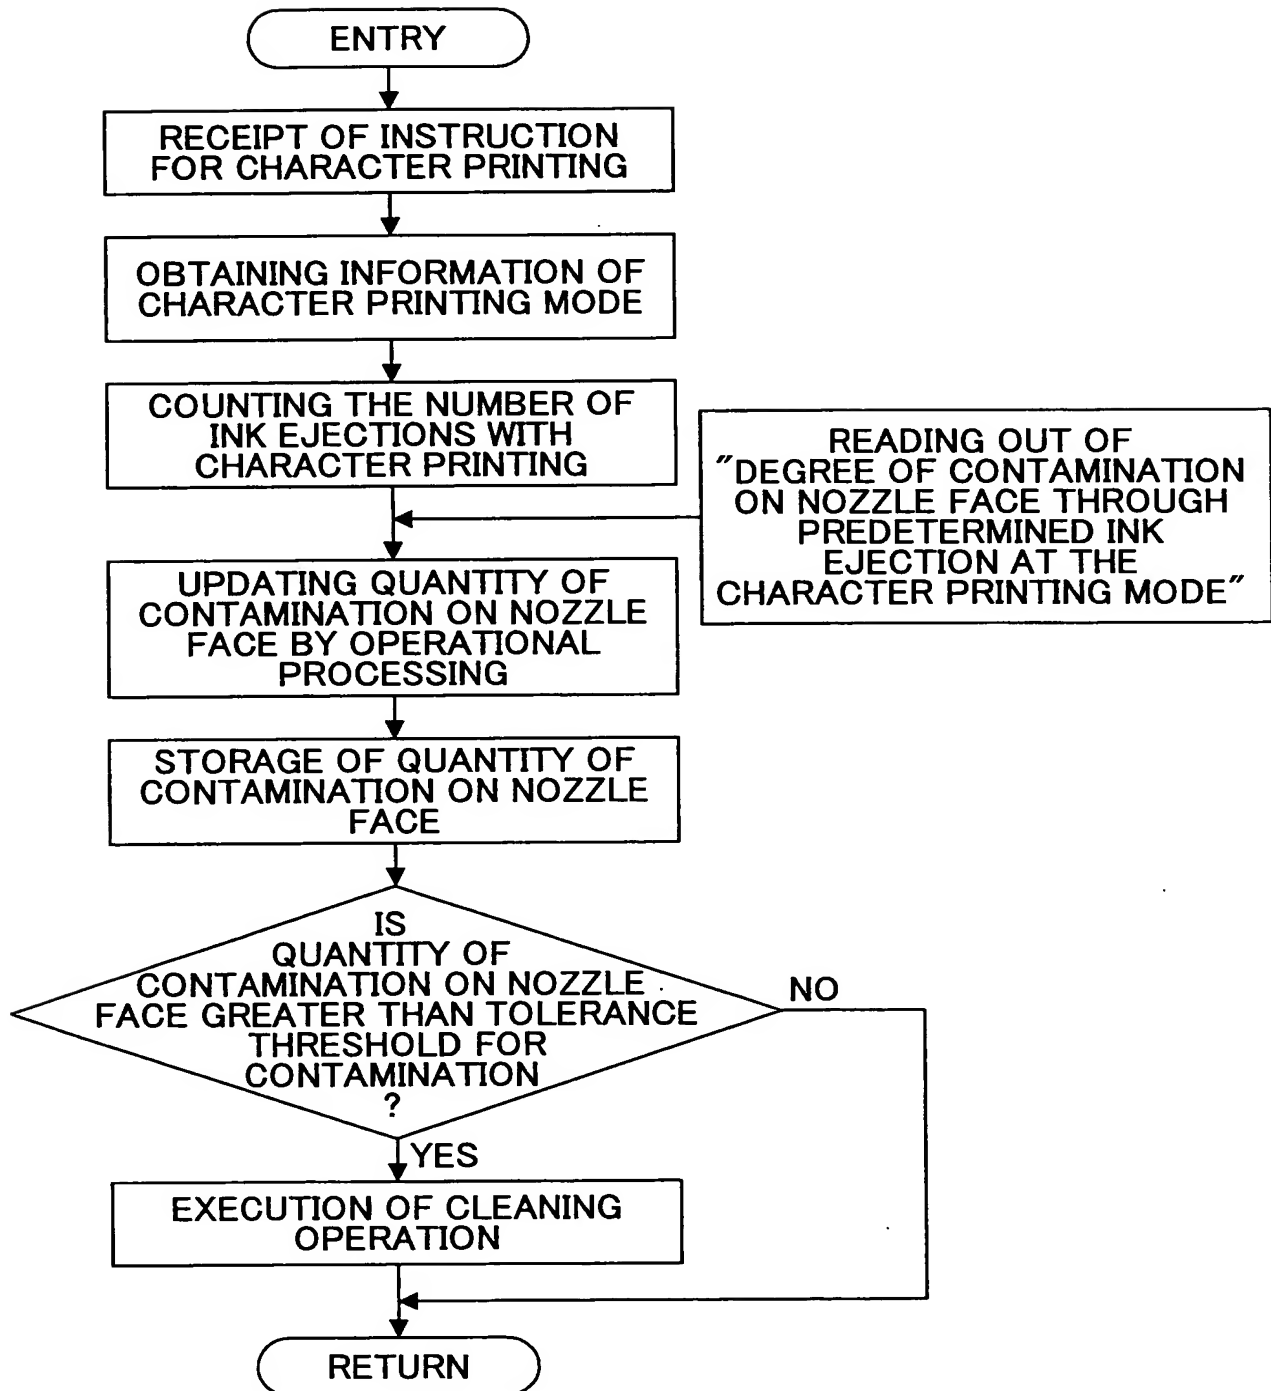 ENTRY
RECEIPT OF INSTRUCTION
FOR CHARACTER PRINTING
OBTAINING INFORMATION OF
CHARACTER PRINTING MODE
COUNTING THE NUMBER OF
INK EJECTIONS WITH
CHARACTER PRINTING
READING OUT OF
"DEGREE OF CONTAMINATION
ON NOZZLE FACE THROUGH
PREDETERMINED INK
EJECTION AT THE
CHARACTER PRINTING MODE"
UPDATING QUANTITY OF
CONTAMINATION ON NOZZLE
FACE BY OPERATIONAL
PROCESSING
STORAGE OF QUANTITY OF
CONTAMINATION ON NOZZLE
FACE
IS
QUANTITY OF
CONTAMINATION ON NOZZLE
FACE GREATER THAN TOLERANCE
THRESHOLD FOR
CONTAMINATION
?
NO
YES
EXECUTION OF CLEANING
OPERATION
RETURN